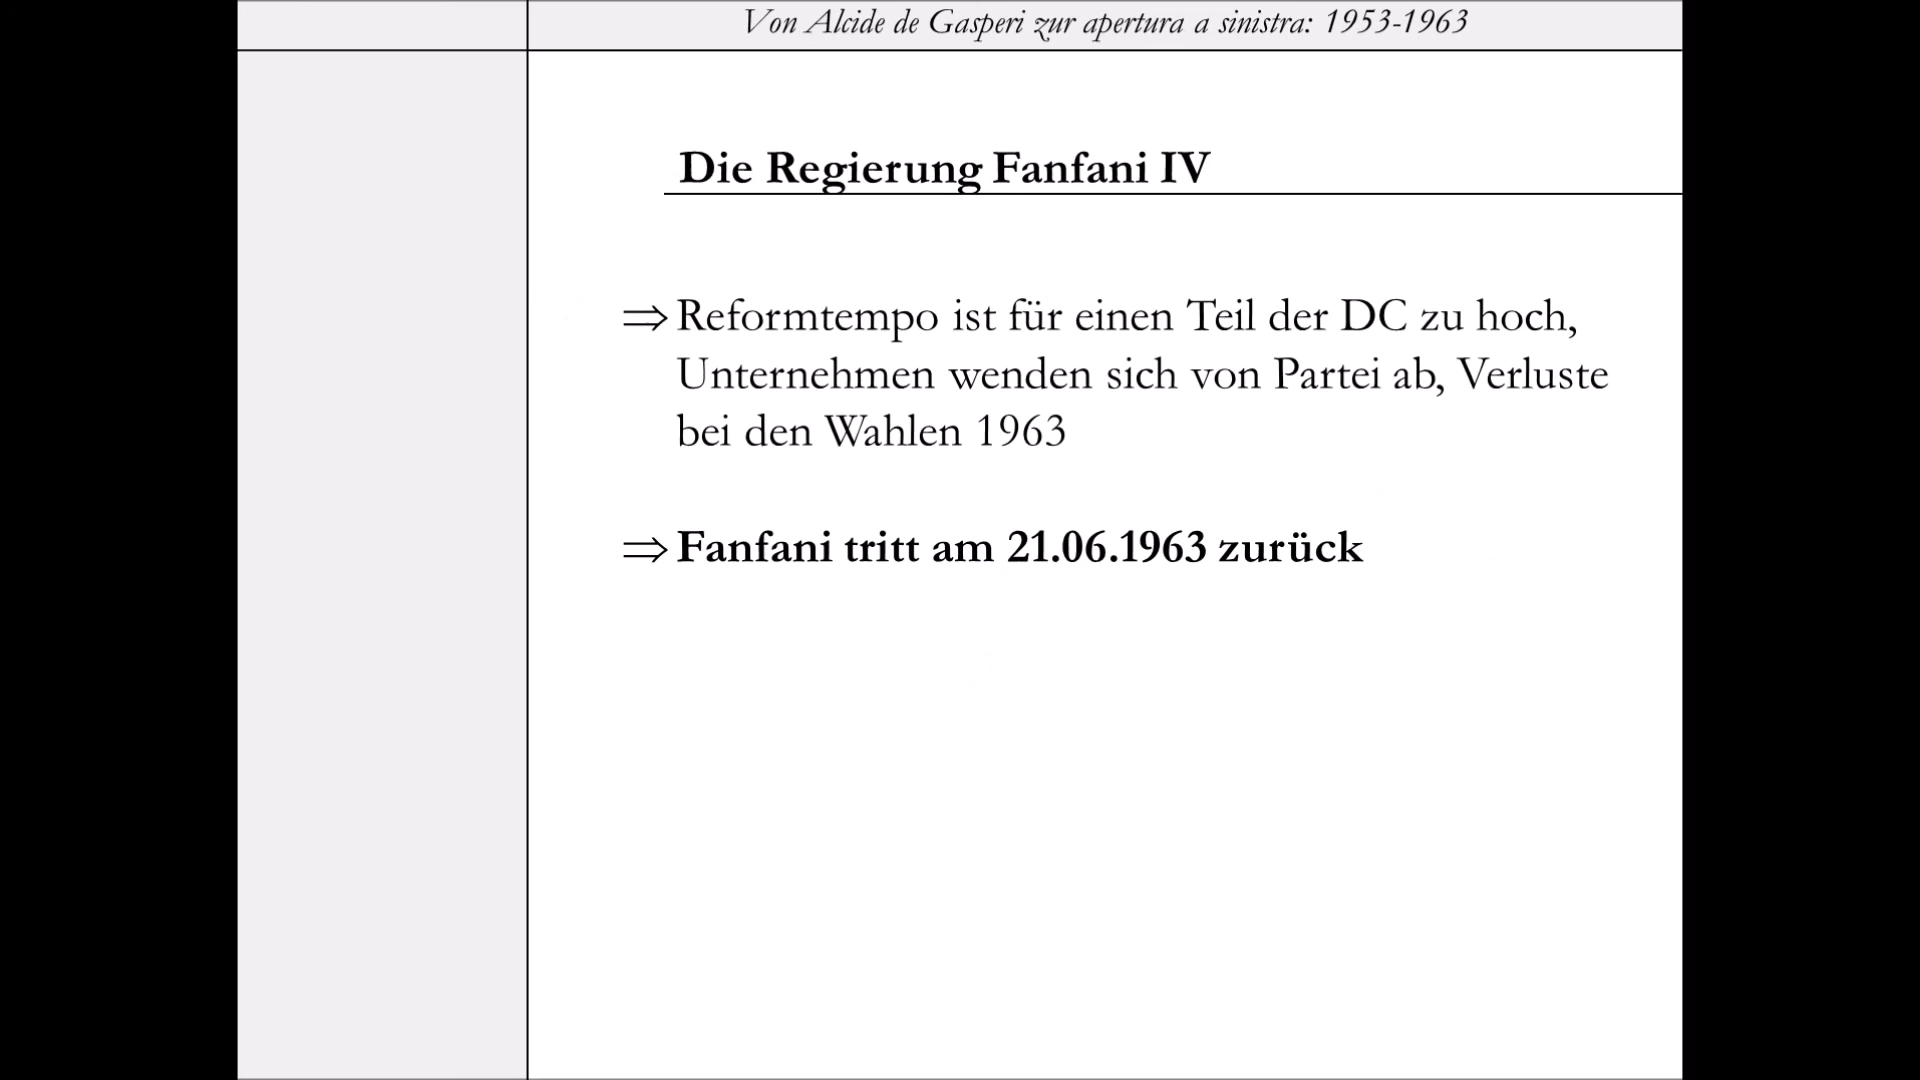 Von Alcide de Gasperi zur apertura a sinistra: 1953-1963
Die Regierung Fanfani IV
⇒ Reformtempo ist für einen Teil der DC zu hoch,
Unternehmen wenden sich von Partei ab, Verluste
bei den Wahlen 1963
⇒ Fanfani tritt am 21.06.1963 zurück